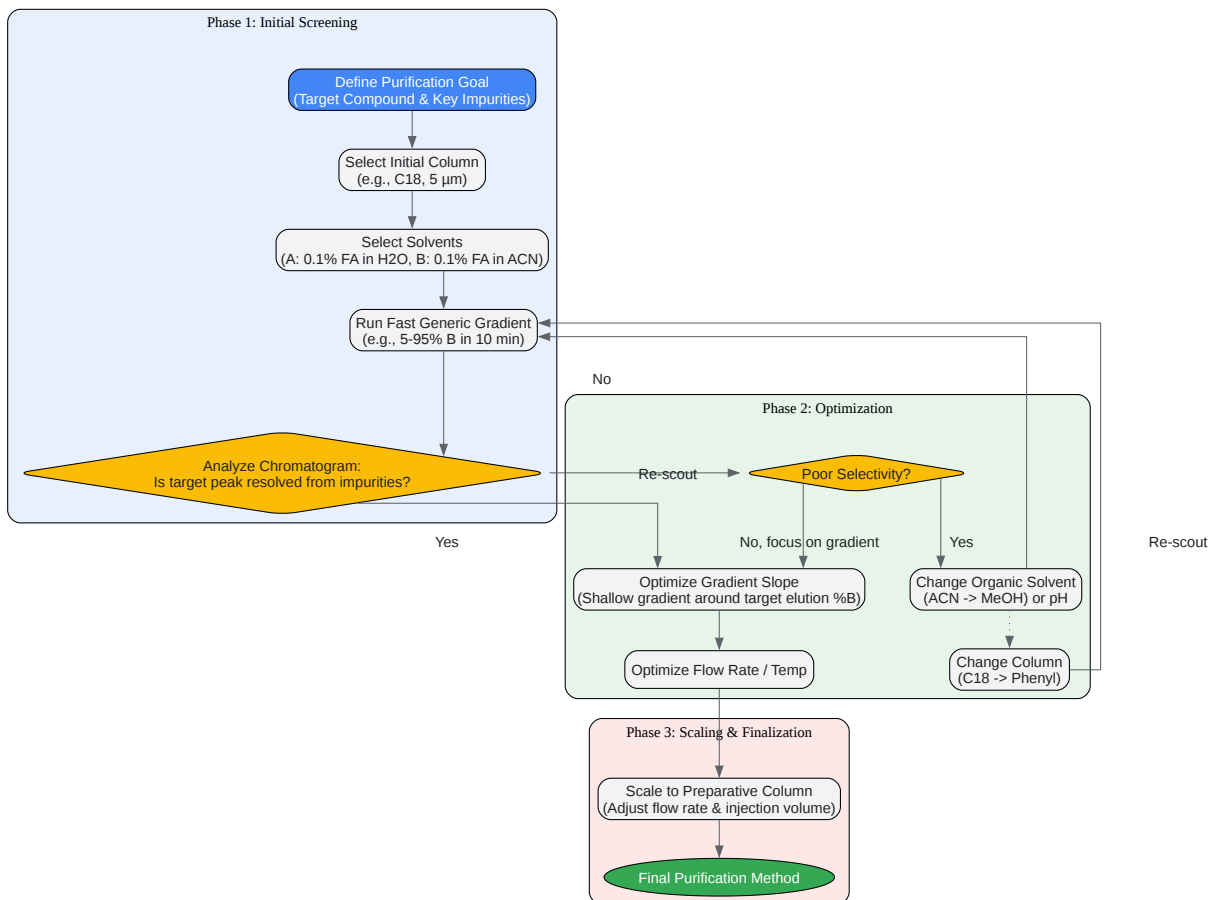 Phase 1: Initial Screening
Define Purification Goal
(Target Compound & Key Impurities)
Select Initial Column
(e.g., C18, 5 µm)
Select Solvents
(A: 0.1% FA in H2O, B: 0.1% FA in ACN)
Run Fast Generic Gradient
(e.g., 5-95% B in 10 min)
No
Phase 2: Optimization
Analyze Chromatogram:
Is target peak resolved from impurities?
Re-scout
Poor Selectivity?
Yes
No, focus on gradient
Yes
Re-scout
Optimize Gradient Slope
(Shallow gradient around target elution %B)
Change Organic Solvent
(ACN -> MeOH) or pH
Optimize Flow Rate / Temp
Change Column
(C18 -> Phenyl)
Phase 3: Scaling & Finalization
Scale to Preparative Column
(Adjust flow rate & injection volume)
Final Purification Method